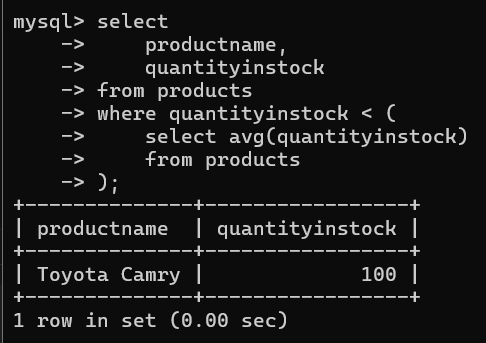 mysql> select
    ->     productname,
    ->     quantityinstock
    -> from products
    -> where quantityinstock < (
    ->     select avg(quantityinstock)
    ->     from products
    -> );
+--------------+-----------------+
| productname  | quantityinstock |
+--------------+-----------------+
| Toyota Camry |             100 |
+--------------+-----------------+
1 row in set (0.00 sec)